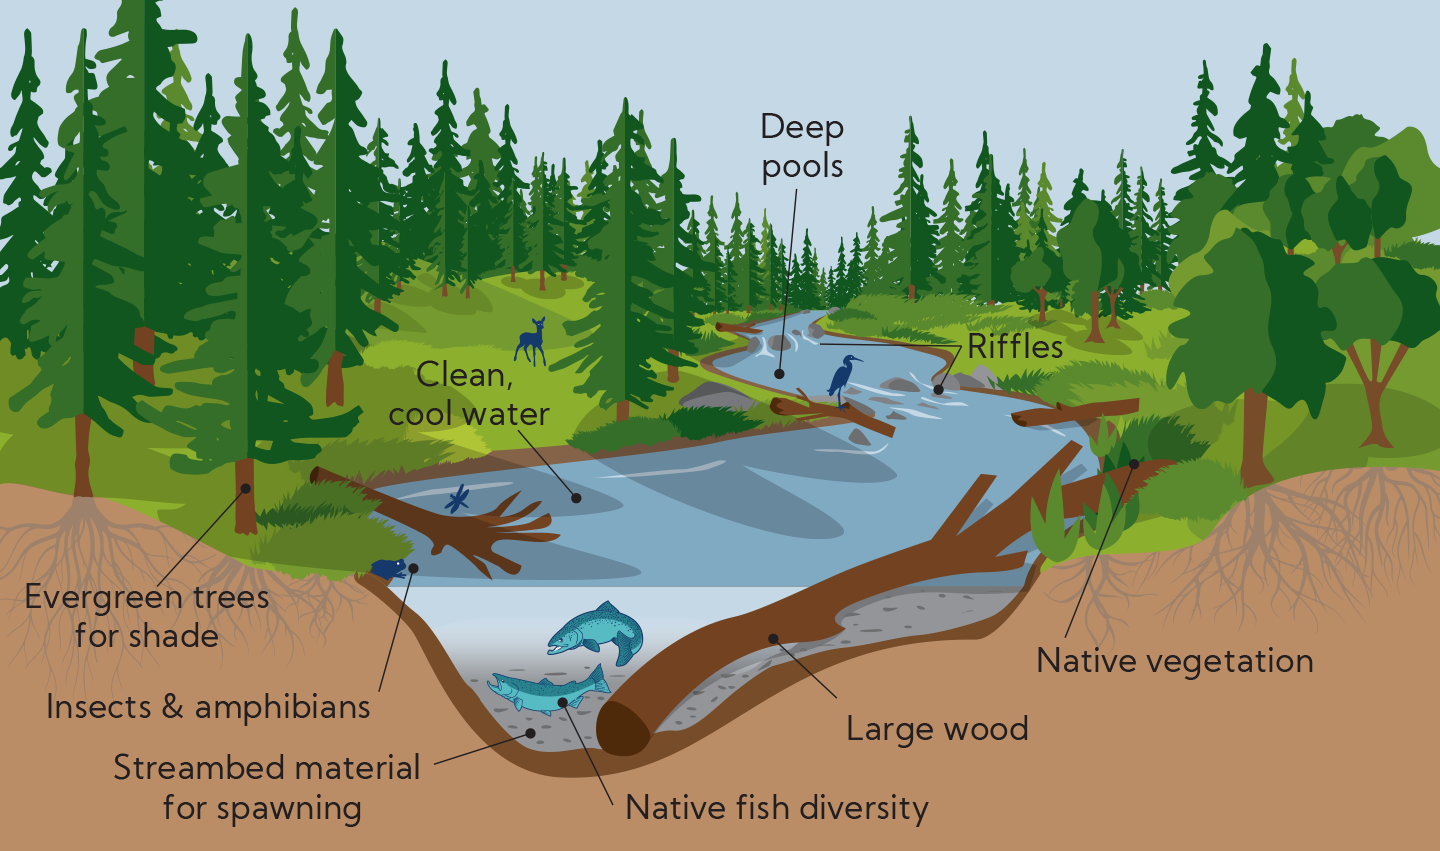 Deep
pools
Riffles
Clean,
cool water
Evergreen trees
for shade
Native vegetation
Insects & amphibians
Large wood
Streambed material
for spawning
Native fish diversity